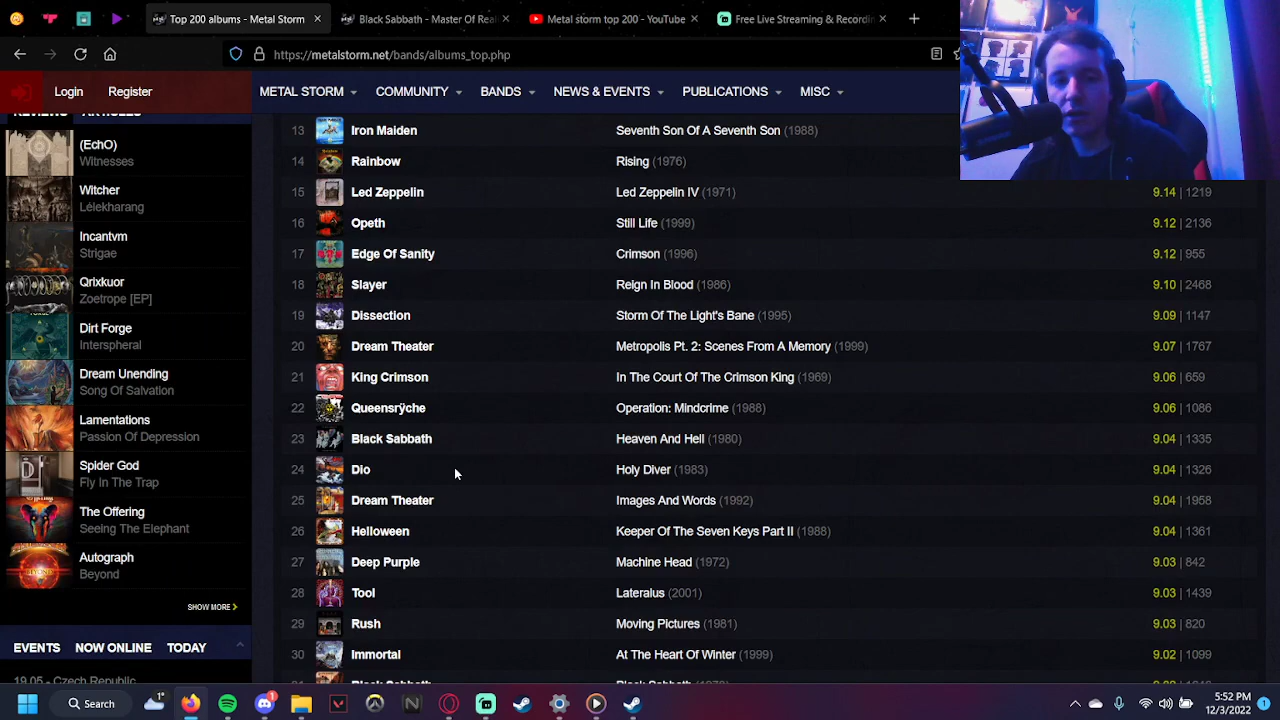 Top 200 albums - Metal Storm
Black Sabbath - Master Of Real
Metal storm top 200 - YouTube
Free Live Streaming & Recordin
https://metalstorm.net/bands/albums_top.php
Login
Register
METAL STORM
COMMUNITY
BANDS
NEWS & EVENTS
PUBLICATIONS
MISC
REVIEWS ARTICLES
(EchO)
Witnesses
Witcher
Lélekharang
Incantvm
Strigae
Qrixkuor
Zoetrope [EP]
Dirt Forge
Interspheral
Dream Unending
Song Of Salvation
Lamentations
Passion Of Depression
Spider God
Fly In The Trap
The Offering
Seeing The Elephant
Autograph
Beyond
SHOW MORE
EVENTS NOW ONLINE TODAY
19.05 - Czech Republic
13 Iron Maiden Seventh Son Of A Seventh Son (1988)
14 Rainbow Rising (1976)
15 Led Zeppelin Led Zeppelin IV (1971) 9.14 | 1219
16 Opeth Still Life (1999) 9.12 | 2136
17 Edge Of Sanity Crimson (1996) 9.12 | 955
18 Slayer Reign In Blood (1986) 9.10 | 2468
19 Dissection Storm Of The Light's Bane (1995) 9.09 | 1147
20 Dream Theater Metropolis Pt. 2: Scenes From A Memory (1999) 9.07 | 1767
21 King Crimson In The Court Of The Crimson King (1969) 9.06 | 659
22 Queensrÿche Operation: Mindcrime (1988) 9.06 | 1086
23 Black Sabbath Heaven And Hell (1980) 9.04 | 1335
24 Dio Holy Diver (1983) 9.04 | 1326
25 Dream Theater Images And Words (1992) 9.04 | 1958
26 Helloween Keeper Of The Seven Keys Part II (1988) 9.04 | 1361
27 Deep Purple Machine Head (1972) 9.03 | 842
28 Tool Lateralus (2001) 9.03 | 1439
29 Rush Moving Pictures (1981) 9.03 | 820
30 Immortal At The Heart Of Winter (1999) 9.02 | 1099
Black Sabbath Black Sabbath
Search
5:52 PM
12/3/2022